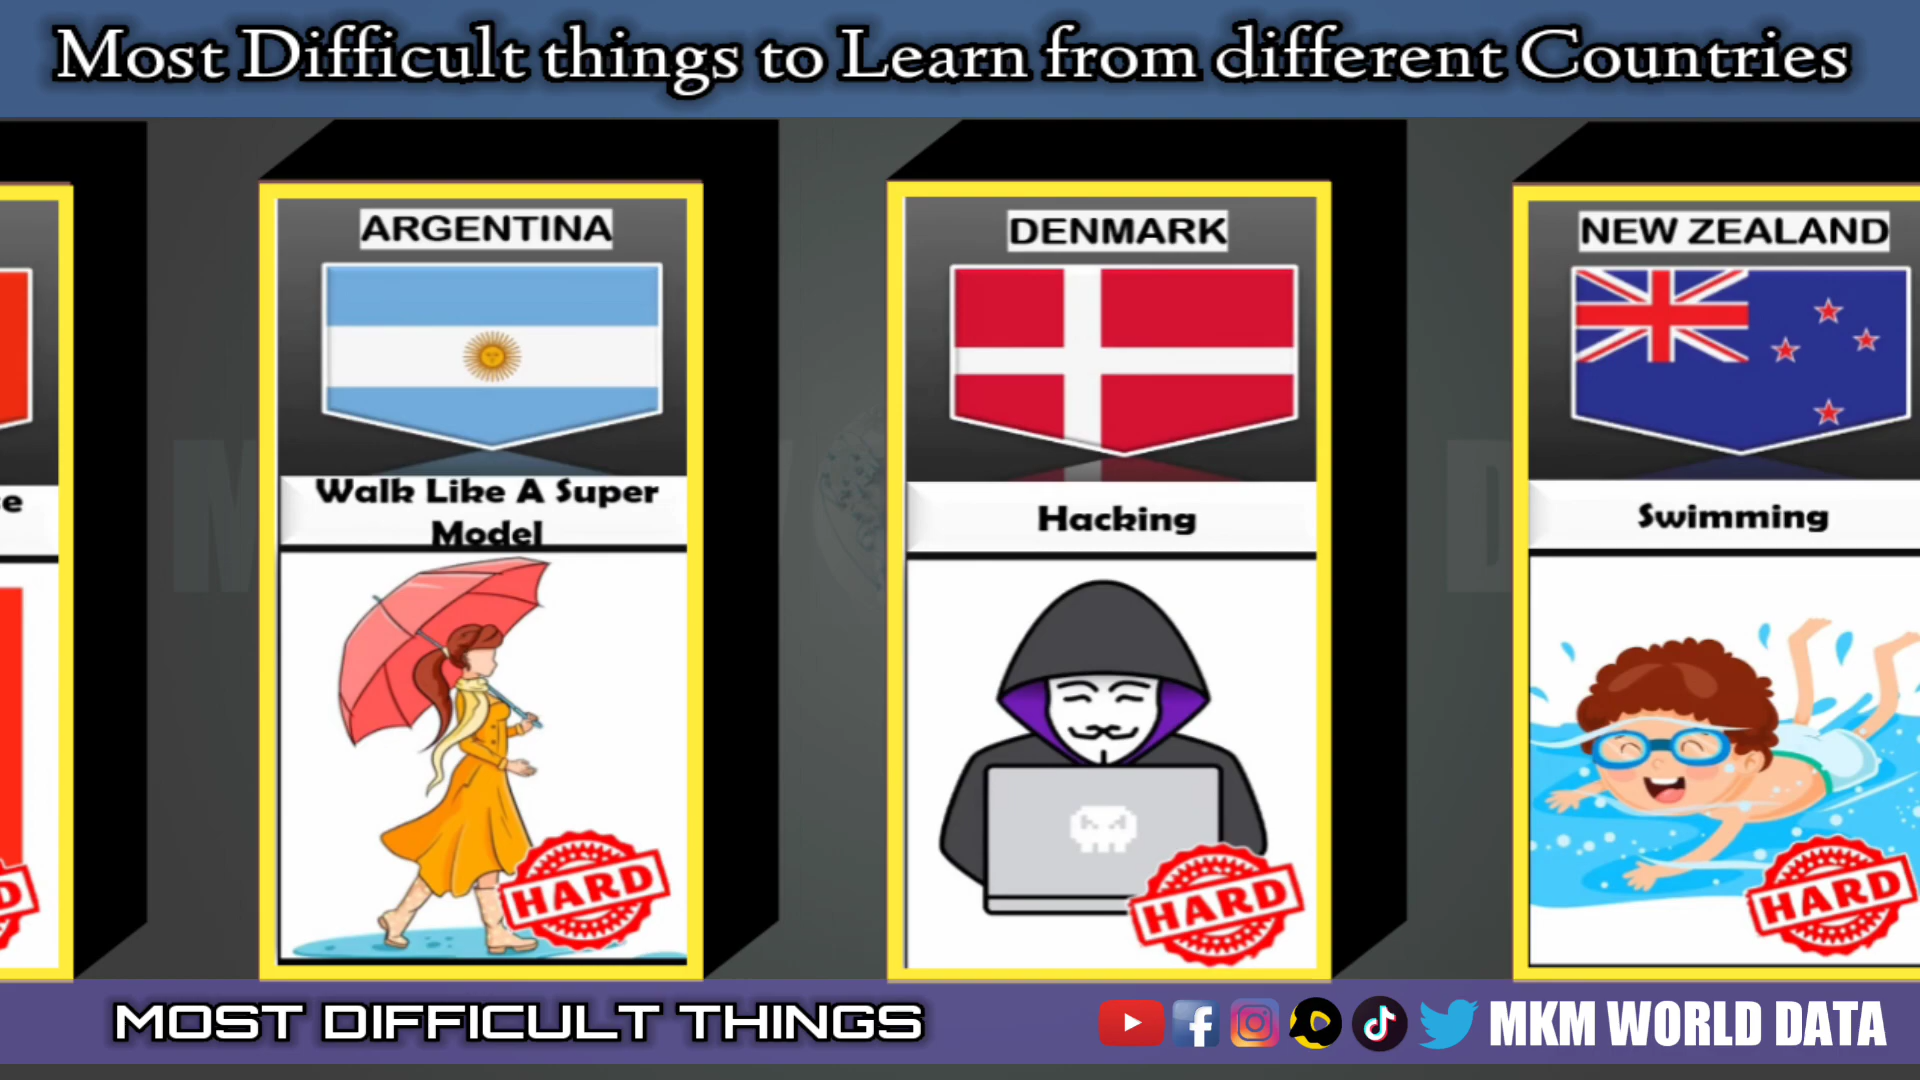 Most Difficult things to Learn from different Countries
ARGENTINA
Walk Like A Super
Model
HARD
DENMARK
Hacking
HARD
NEW ZEALAND
Swimming
HARD
MOST DIFFICULT THINGS
MKM WORLD DATA